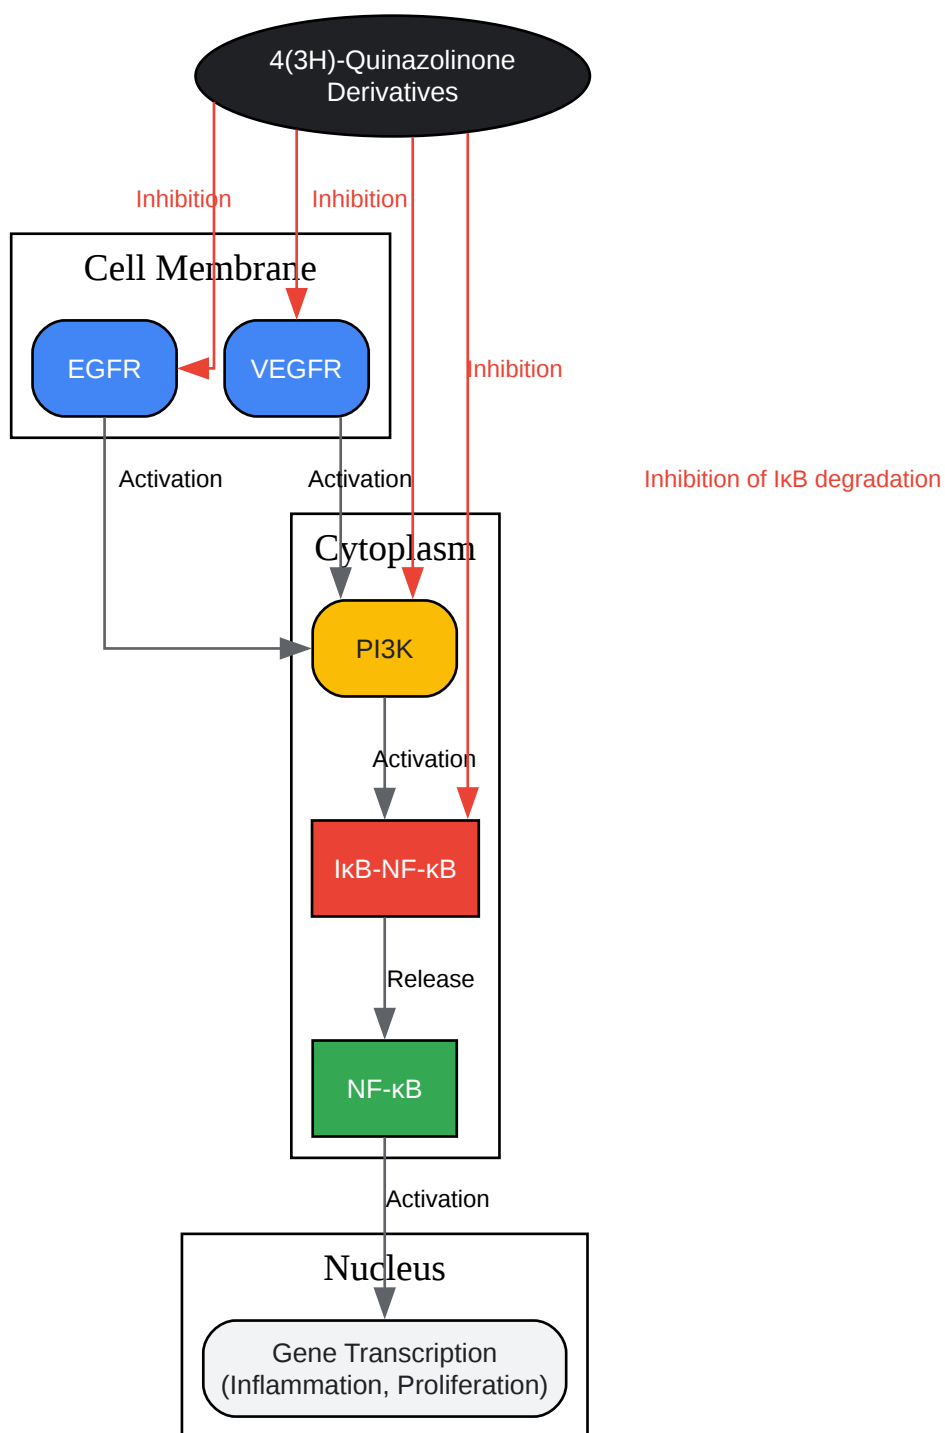 4(3H)-Quinazolinone
Derivatives
Inhibition
Inhibition
Cell Membrane
EGFR
VEGFR
Inhibition
Activation
Activation
Inhibition of IκB degradation
Cytoplasm
PI3K
Activation
IκB-NF-κB
Release
NF-κB
Activation
Nucleus
Gene Transcription
(Inflammation, Proliferation)